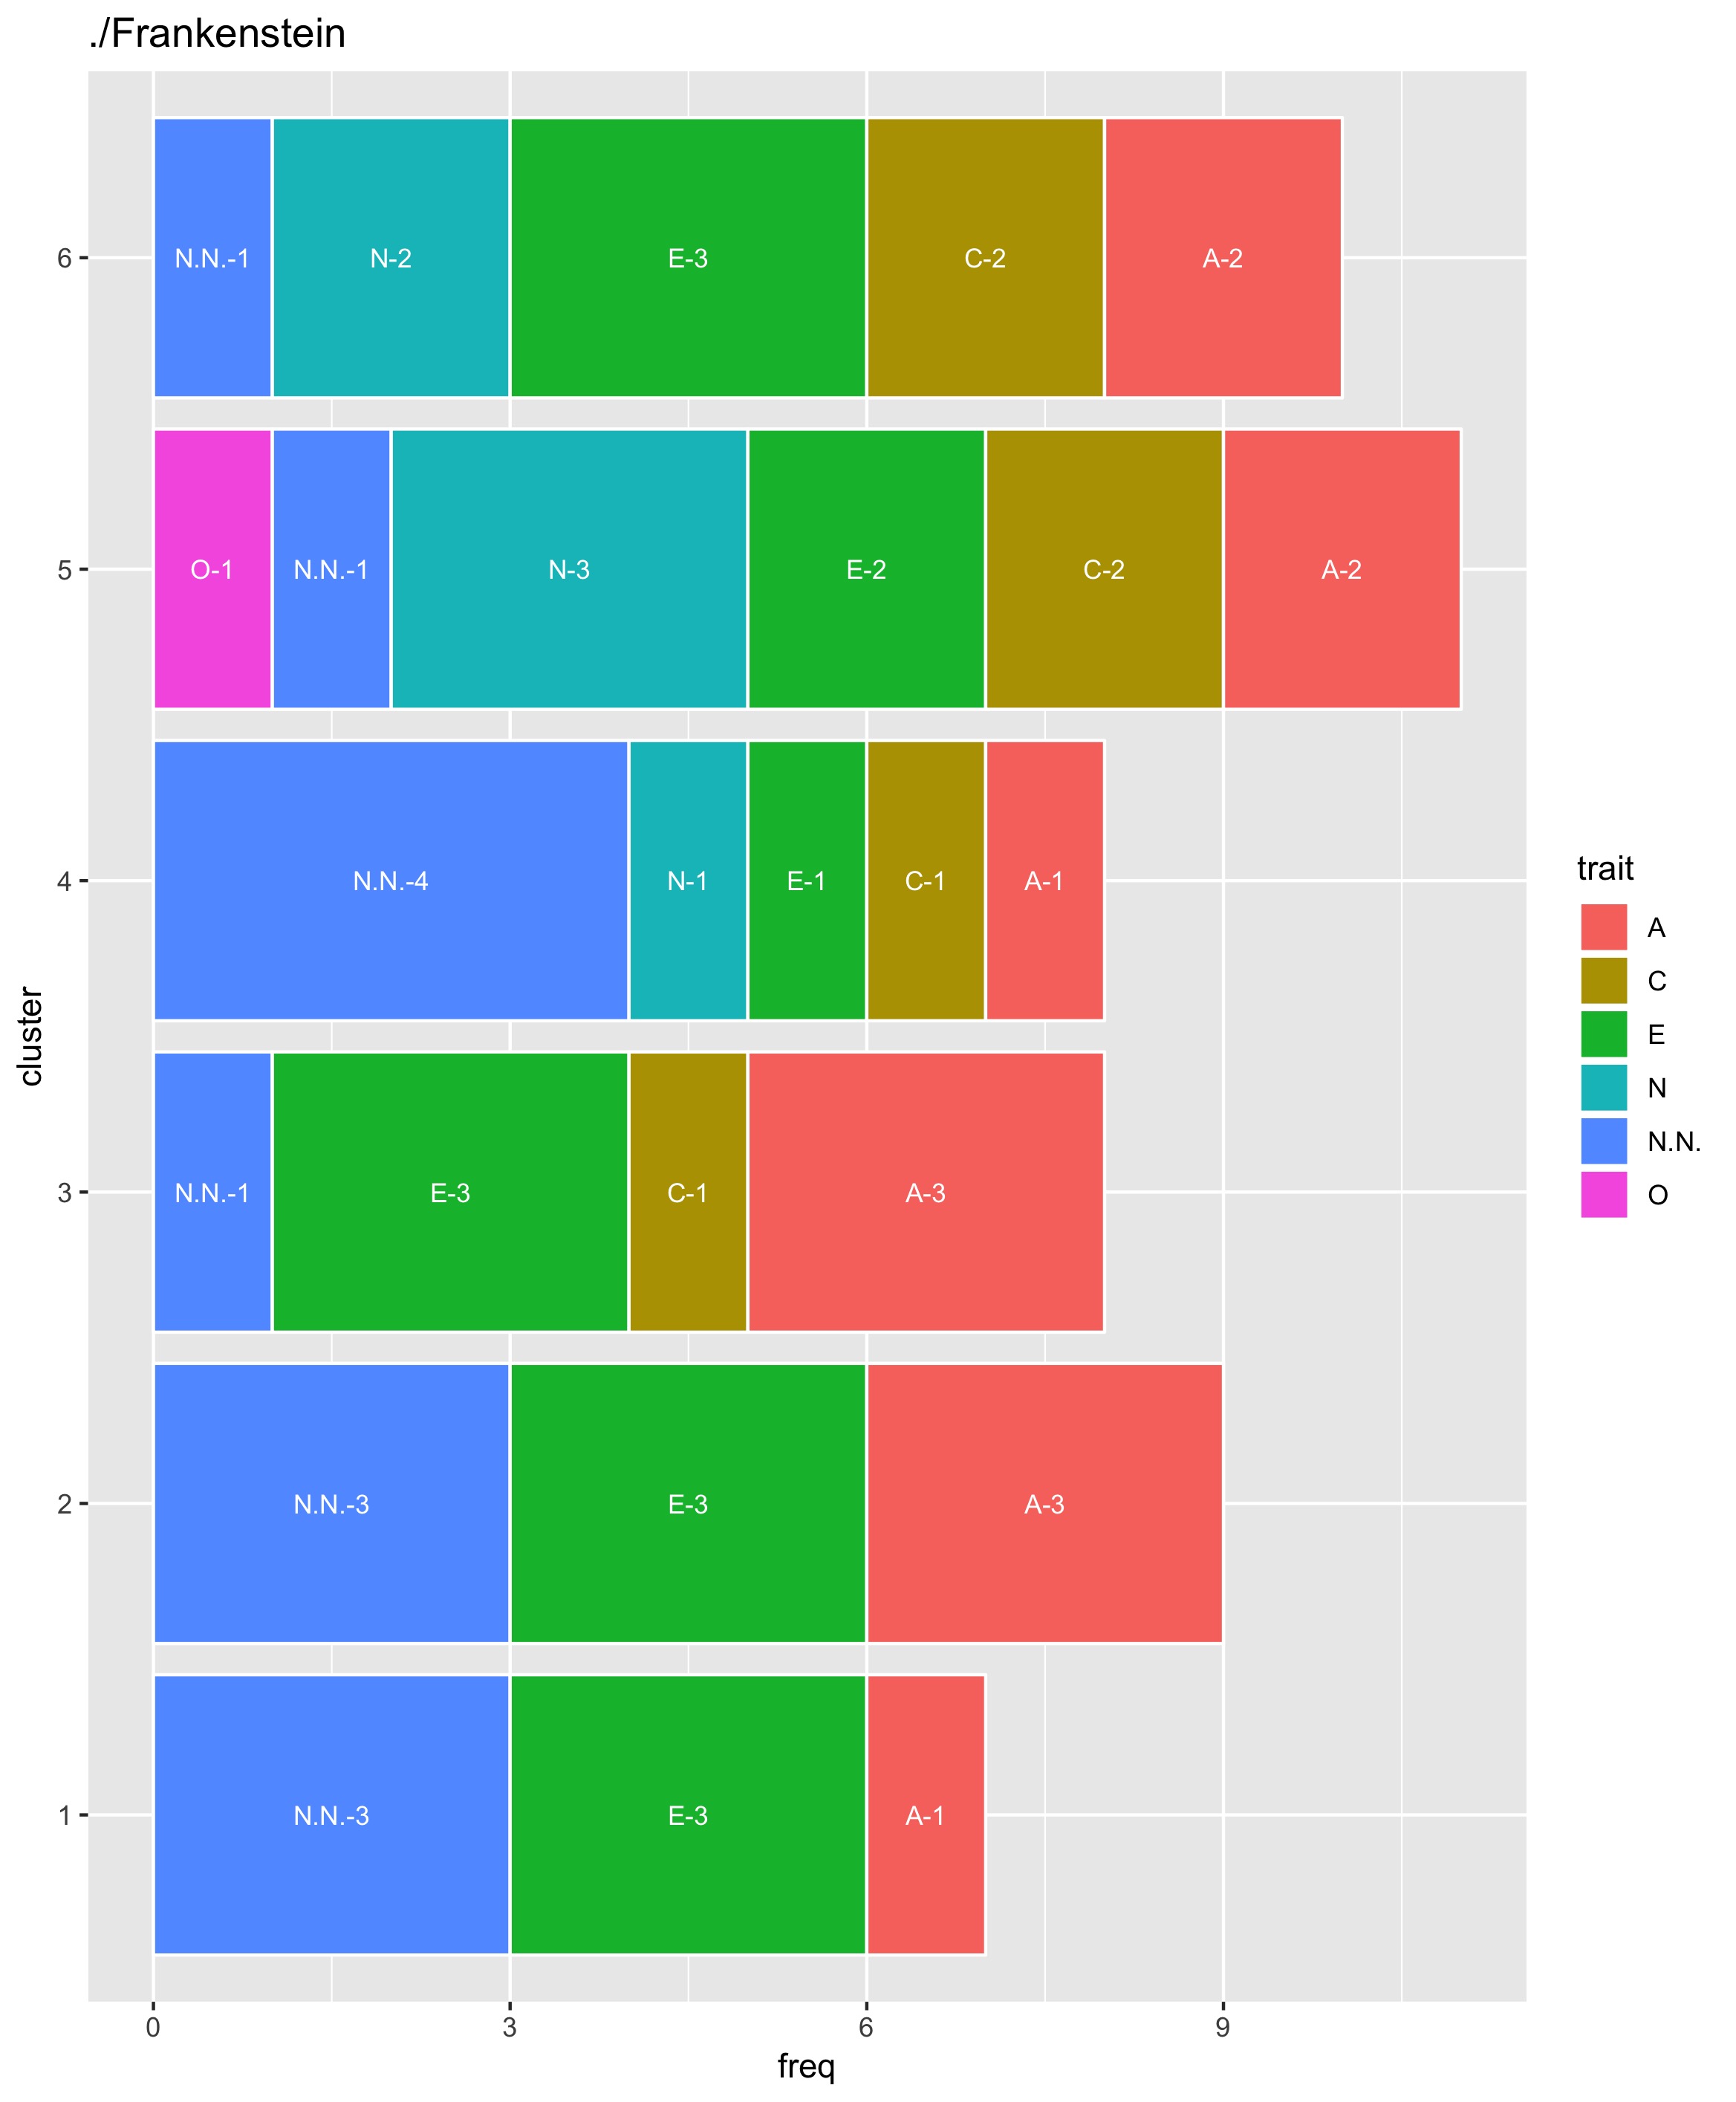 ./Frankenstein
6
N.N.-1 N-2 E-3 C-2 A-2
5
O-1 N.N.-1 N-3 E-2 C-2 A-2
4
N.N.-4 N-1 E-1 C-1 A-1
3
N.N.-1 E-3 C-1 A-3
2
N.N.-3 E-3 A-3
1
N.N.-3 E-3 A-1
cluster
0 3 6 9
freq
trait
A
C
E
N
N.N.
O